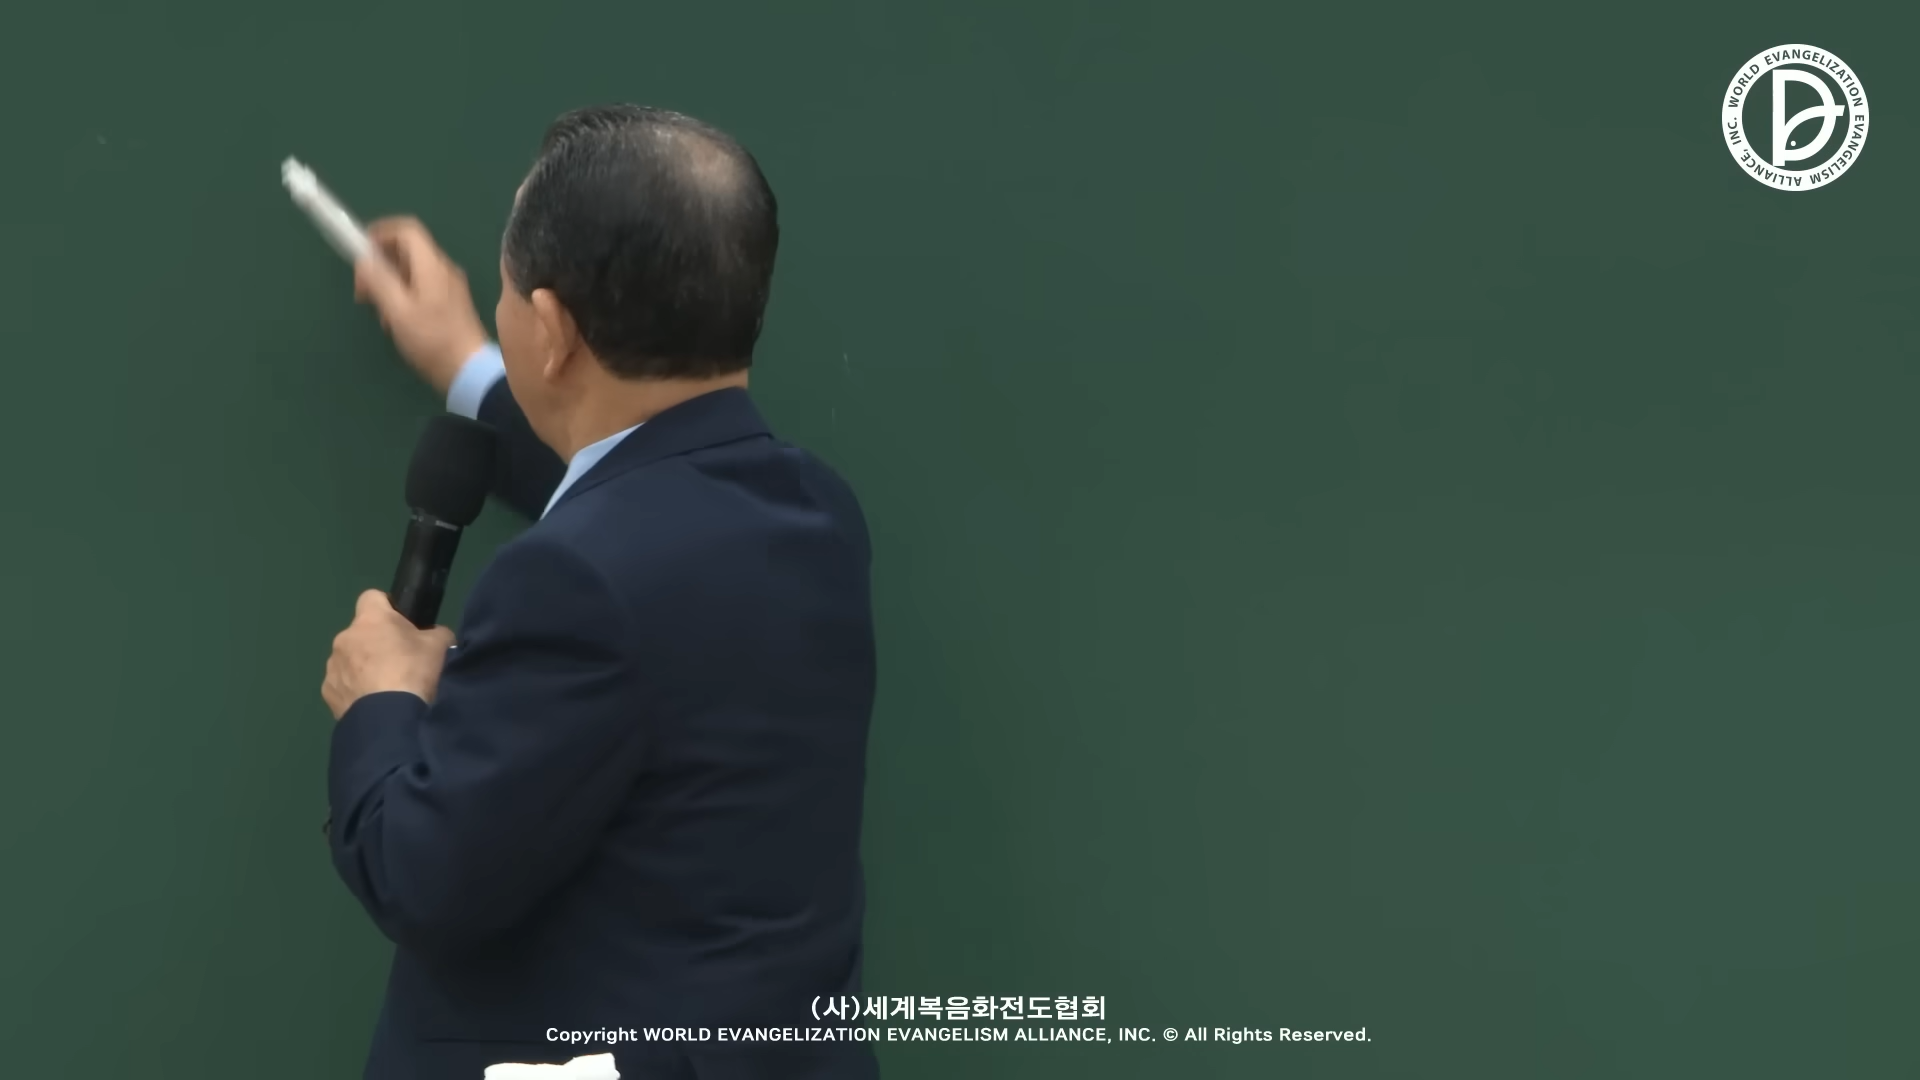 WORLD EVANGELIZATION EVANGELISM ALLIANCE, INC.
(사)세계복음화전도협회
Copyright WORLD EVANGELIZATION EVANGELISM ALLIANCE, INC. © All Rights Reserved.